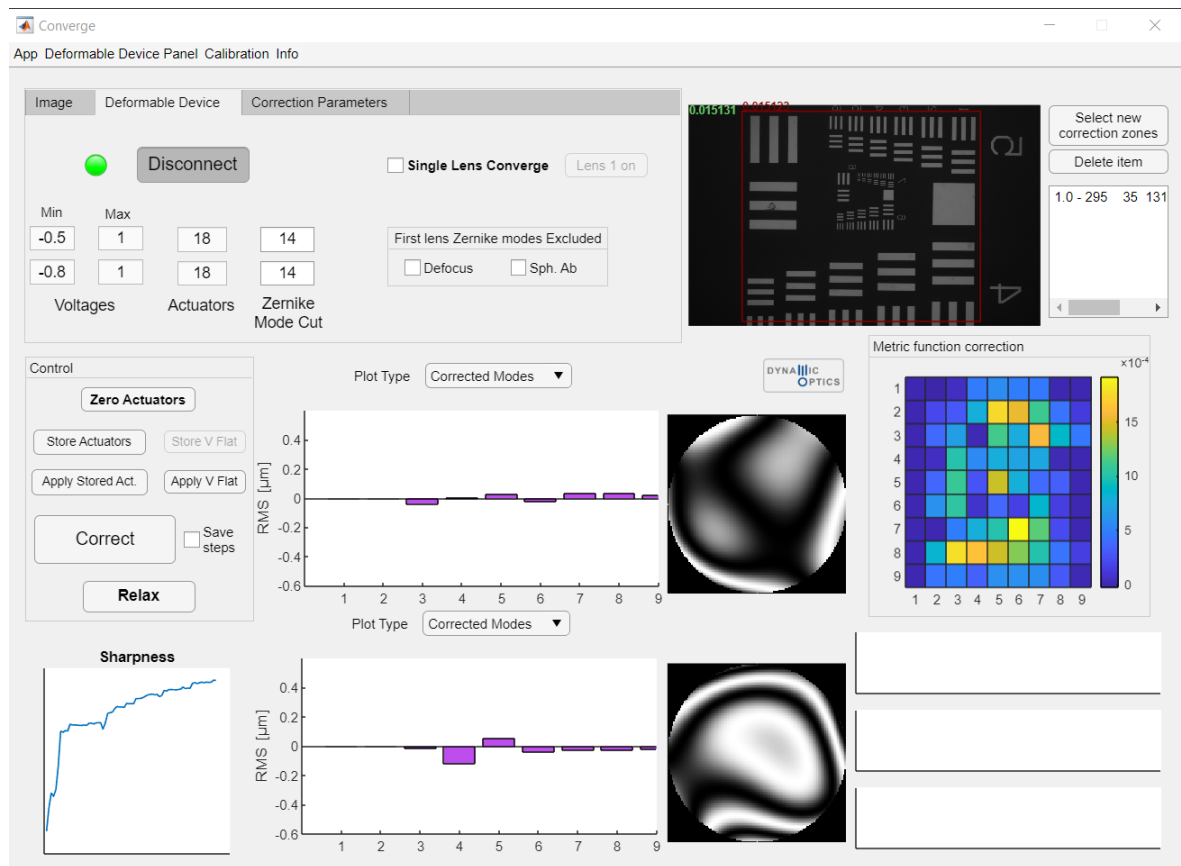 Converge
App Deformable Device Panel Calibration Info
Image Deformable Device Correction Parameters
Disconnect
Single Lens Converge Lens 1 on
Min Max
-0.5 1 18 14
-0.8 1 18 14
Voltages Actuators Zernike
Mode Cut
First lens Zernike modes Excluded
Defocus Sph. Ab
0.015131 0.015123
4
Select new
correction zones
Delete item
1.0 - 295 35 131
Control
Zero Actuators
Store Actuators Store V Flat
Apply Stored Act. Apply V Flat
Correct Save
steps
Relax
Plot Type Corrected Modes
DYNAMIC
OPTICS
RMS [µm]
0.4
0.2
0
-0.2
-0.4
-0.6
1 2 3 4 5 6 7 8 9
Metric function correction
×10-4
1
2
3
4
5
6
7
8
9
1 2 3 4 5 6 7 8 9
15
10
5
0
Plot Type Corrected Modes
Sharpness
RMS [µm]
0.4
0.2
0
-0.2
-0.4
-0.6
1 2 3 4 5 6 7 8 9